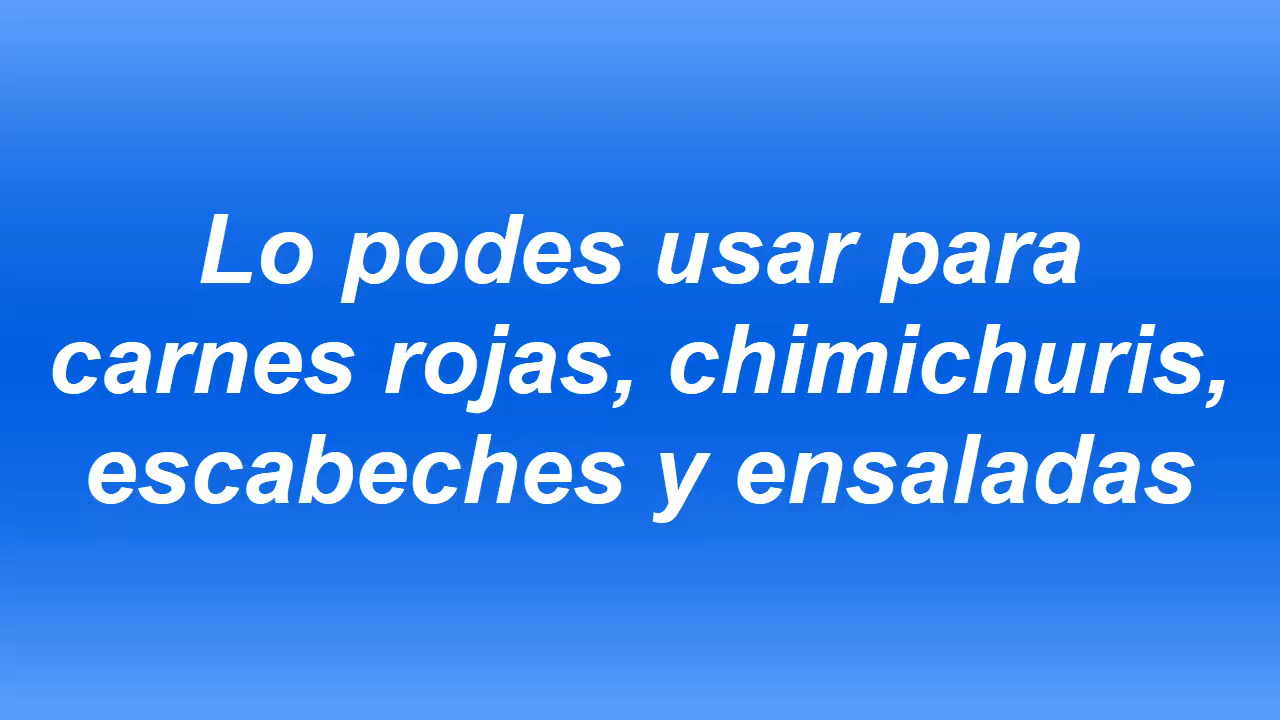 Lo podes usar para
carnes rojas, chimichuris,
escabeches y ensaladas